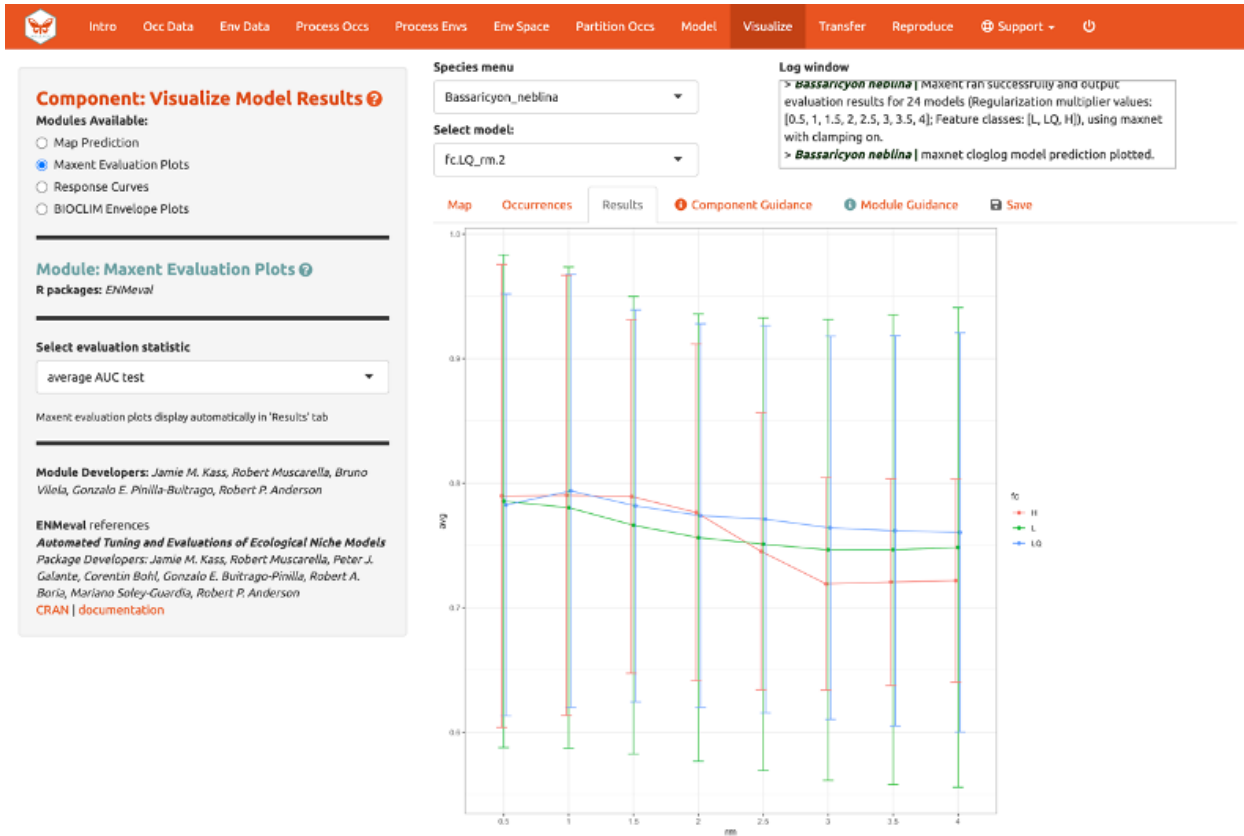 Intro Occ Data Env Data Process Occs Process Envs Env Space Partition Occs Model Visualize Transfer Reproduce Support
Component: Visualize Model Results
Modules Available:
Map Prediction
Maxent Evaluation Plots
Response Curves
BIOCLIM Envelope Plots
Module: Maxent Evaluation Plots
R packages: ENMeval
Select evaluation statistic
average AUC test
Maxent evaluation plots display automatically in 'Results' tab
Module Developers: Jamie M. Kass, Robert Muscarella, Bruno
Vilela, Gonzalo E. Pinilla-Buitrago, Robert P. Anderson
ENMeval references
Automated Tuning and Evaluations of Ecological Niche Models
Package Developers: Jamie M. Kass, Robert Muscarella, Peter J.
Galante, Corentin Bohl, Gonzalo E. Buitrago-Pinilla, Robert A.
Boria, Mariano Soley-Guardia, Robert P. Anderson
CRAN | documentation
Species menu
Bassaricyon_neblina
Select model:
fc.LQ_rm.2
Log window
> Bassaricyon neblina | Maxent ran successfully and output
evaluation results for 24 models (Regularization multiplier values:
[0.5, 1, 1.5, 2, 2.5, 3, 3.5, 4]; Feature classes: [L, LQ, H]), using maxnet
with clamping on.
> Bassaricyon neblina | maxnet cloglog model prediction plotted.
Map Occurrences Results Component Guidance Module Guidance Save
1.0
0.9
0.8
0.7
0.6
avg
0.5 1 1.5 2 2.5 3 3.5 4
rm
fc
H
L
LQ